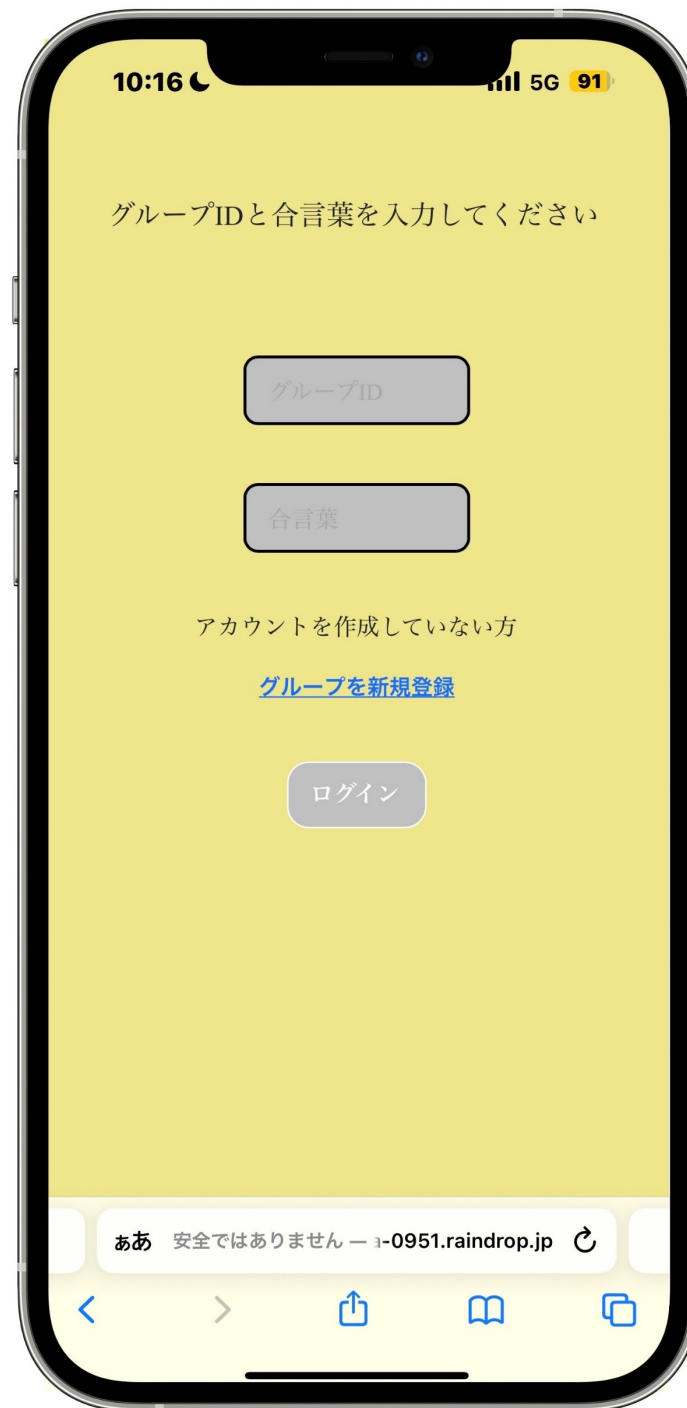 10:16
5G 91
グループIDと合言葉を入力してください
グループID
合言葉
アカウントを作成していない方
グループを新規登録
ログイン
ぁあ 安全ではありません — -0951.raindrop.jp